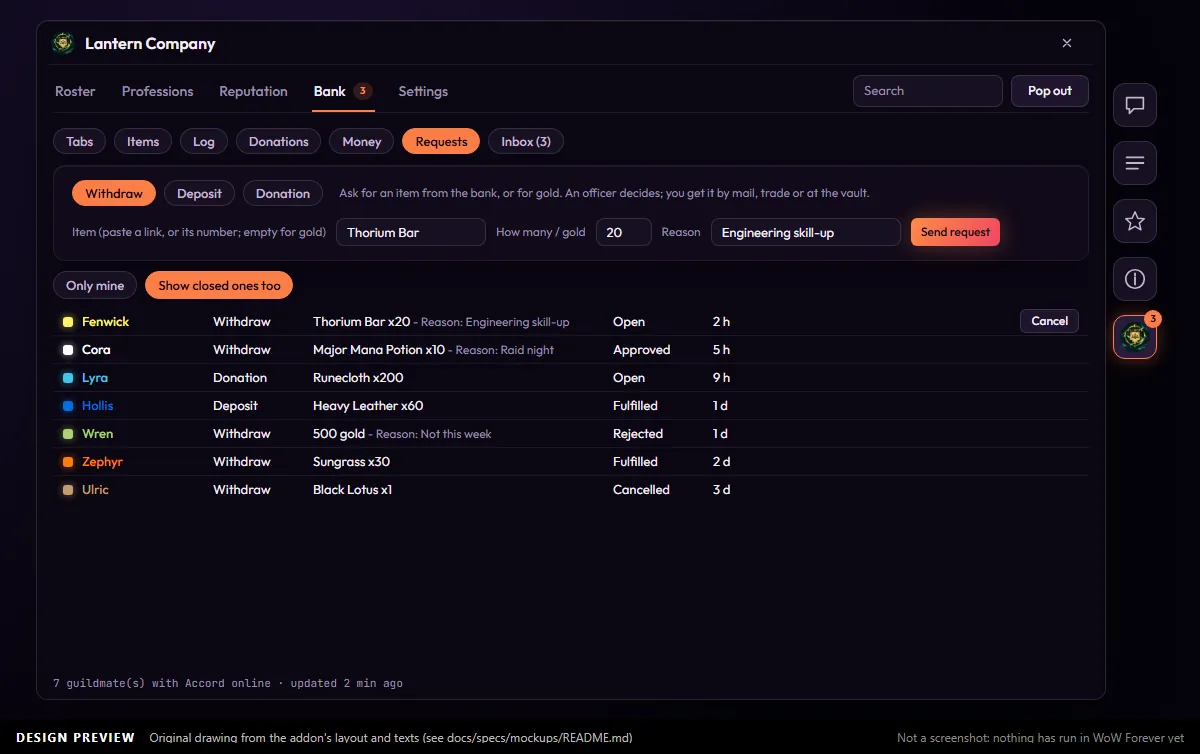 Lantern Company ×
Roster Professions Reputation Bank 3 Settings Search Pop out
Tabs Items Log Donations Money Requests Inbox (3)
Withdraw Deposit Donation Ask for an item from the bank, or for gold. An officer decides; you get it by mail, trade or at the vault.
Item (paste a link, or its number; empty for gold) Thorium Bar How many / gold 20 Reason Engineering skill-up Send request
Only mine Show closed ones too
Fenwick Withdraw Thorium Bar x20 - Reason: Engineering skill-up Open 2 h Cancel
3
Cora Withdraw Major Mana Potion x10 - Reason: Raid night Approved 5 h
Lyra Donation Runecloth x200 Open 9 h
Hollis Deposit Heavy Leather x60 Fulfilled 1 d
Wren Withdraw 500 gold - Reason: Not this week Rejected 1 d
Zephyr Withdraw Sungrass x30 Fulfilled 2 d
Ulric Withdraw Black Lotus x1 Cancelled 3 d
7 guildmate(s) with Accord online · updated 2 min ago
DESIGN PREVIEW Original drawing from the addon's layout and texts (see docs/specs/mockups/README.md) Not a screenshot: nothing has run in WoW Forever yet